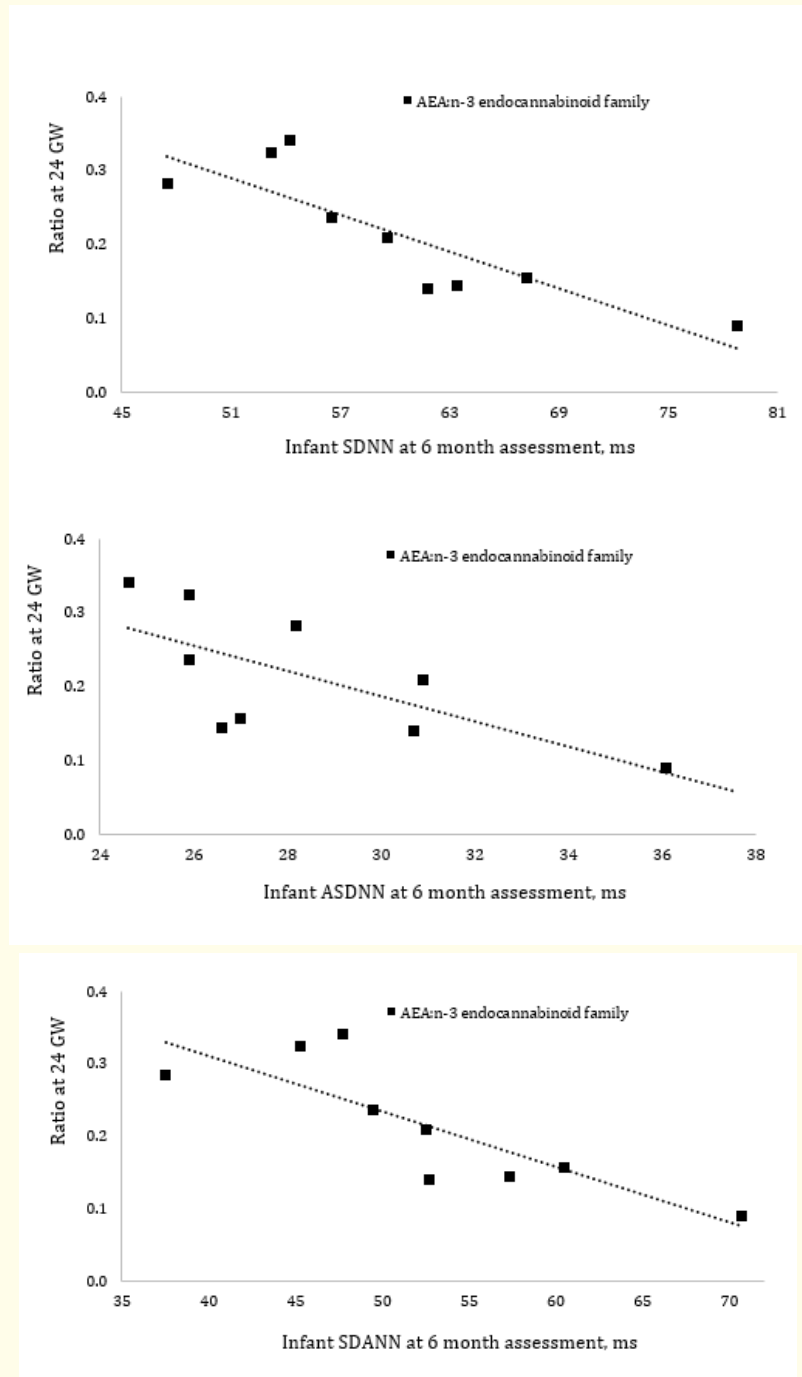 AEA:n-3 endocannabinoid family
0.4
0.3
0.2
0.1
0.0
Ratio at 24 GW
45 51 57 63 69 75 81
Infant SDNN at 6 month assessment, ms
AEA:n-3 endocannabinoid family
0.4
0.3
0.2
0.1
0.0
Ratio at 24 GW
24 26 28 30 32 34 36 38
Infant ASDNN at 6 month assessment, ms
AEA:n-3 endocannabinoid family
0.4
0.3
0.2
0.1
0.0
Ratio at 24 GW
35 40 45 50 55 60 65 70
Infant SDANN at 6 month assessment, ms